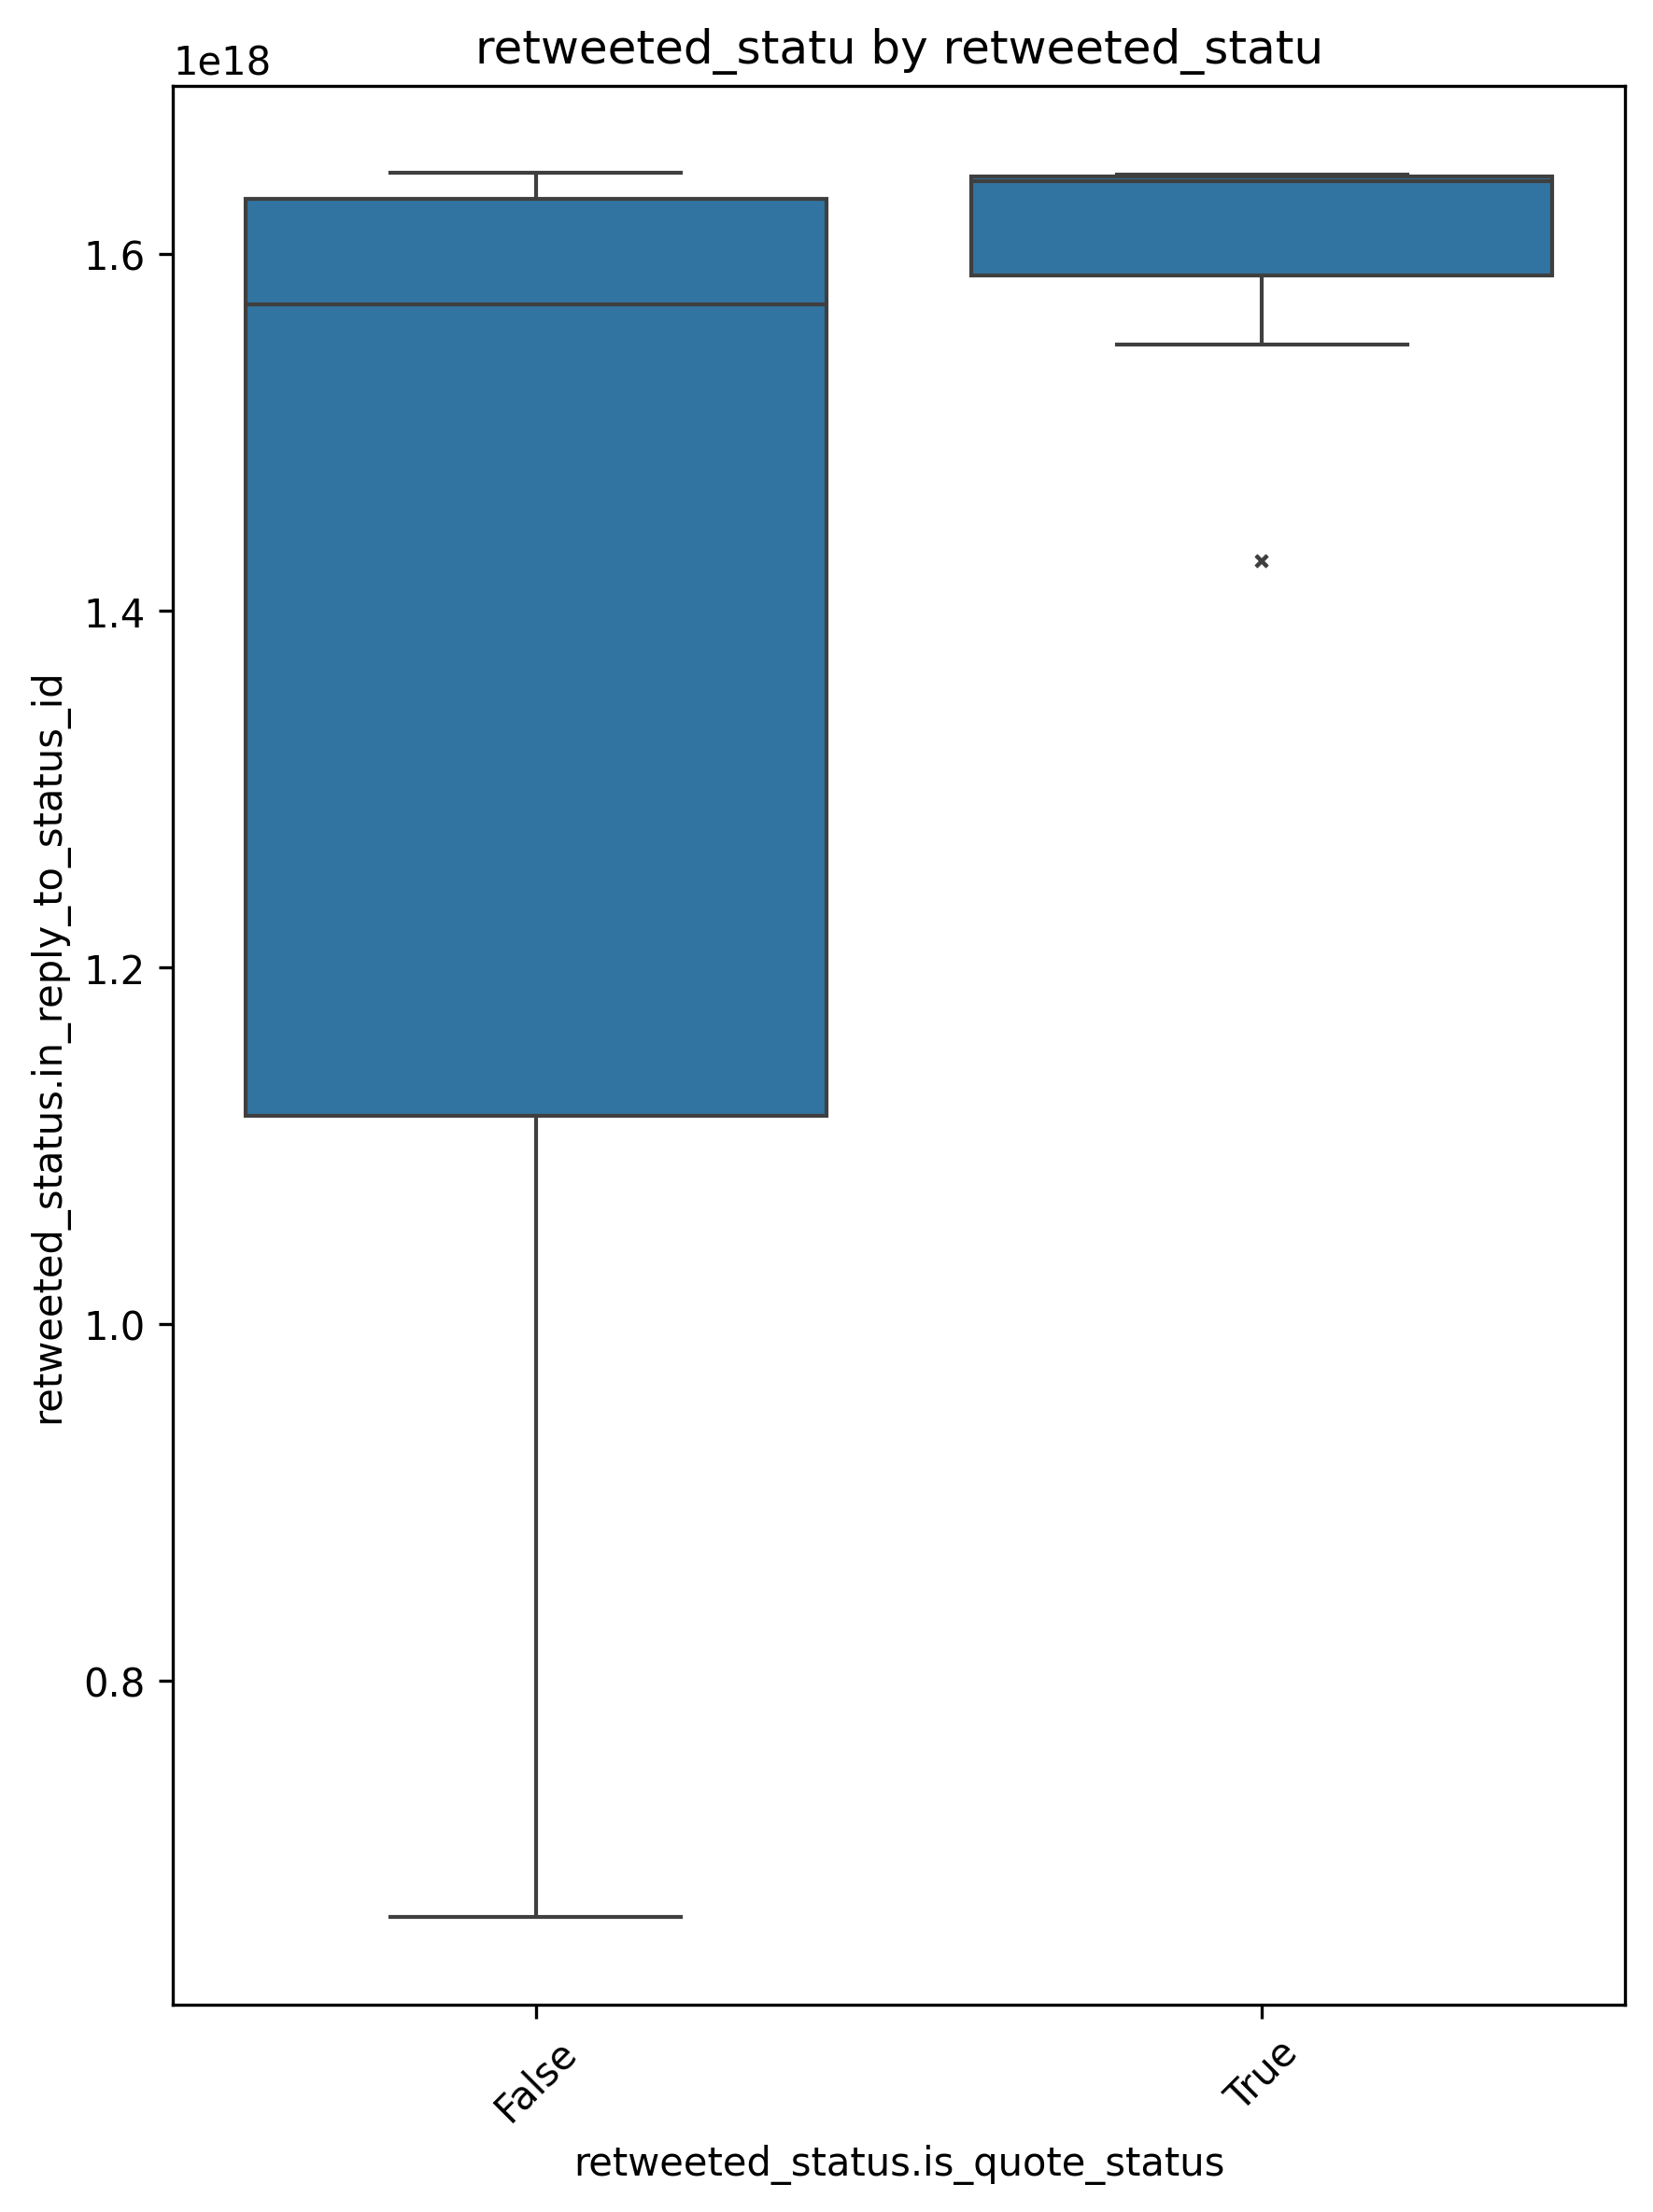 retweeted_statu by retweeted_statu
1e18
1.6
1.4
1.2
1.0
0.8
retweeted_status.in_reply_to_status_id
False
True
retweeted_status.is_quote_status